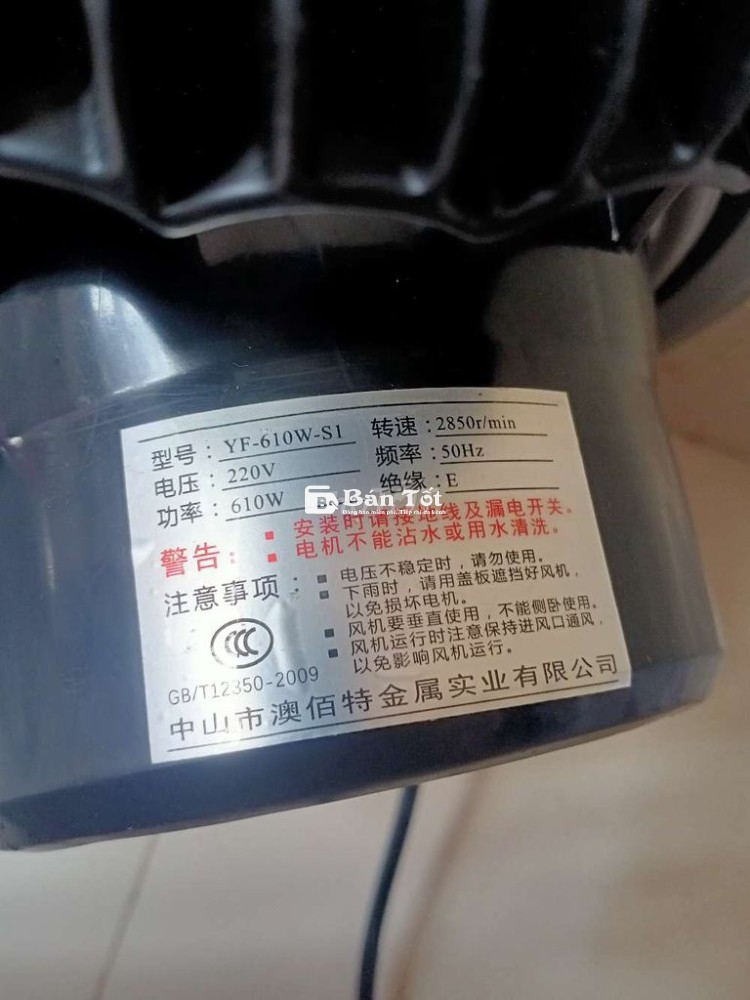 型号: YF-610W-S1 转速: 2850r/min
电压: 220V 频率: 50Hz
功率: 610W 绝缘: E
Bán Tốt
警告: ■ 安装时请接地线及漏电开关。
■ 电机不能沾水或用水清洗。
注意事项: ■ 电压不稳定时，请勿使用。
■ 下雨时，请用盖板遮挡好风机，
以免损坏电机。
■ 风机要垂直使用，不能侧卧使用。
■ 风机运行时注意保持进风口通风，
以免影响风机运行。
CCC
GB/T12350-2009
中山市澳佰特金属实业有限公司